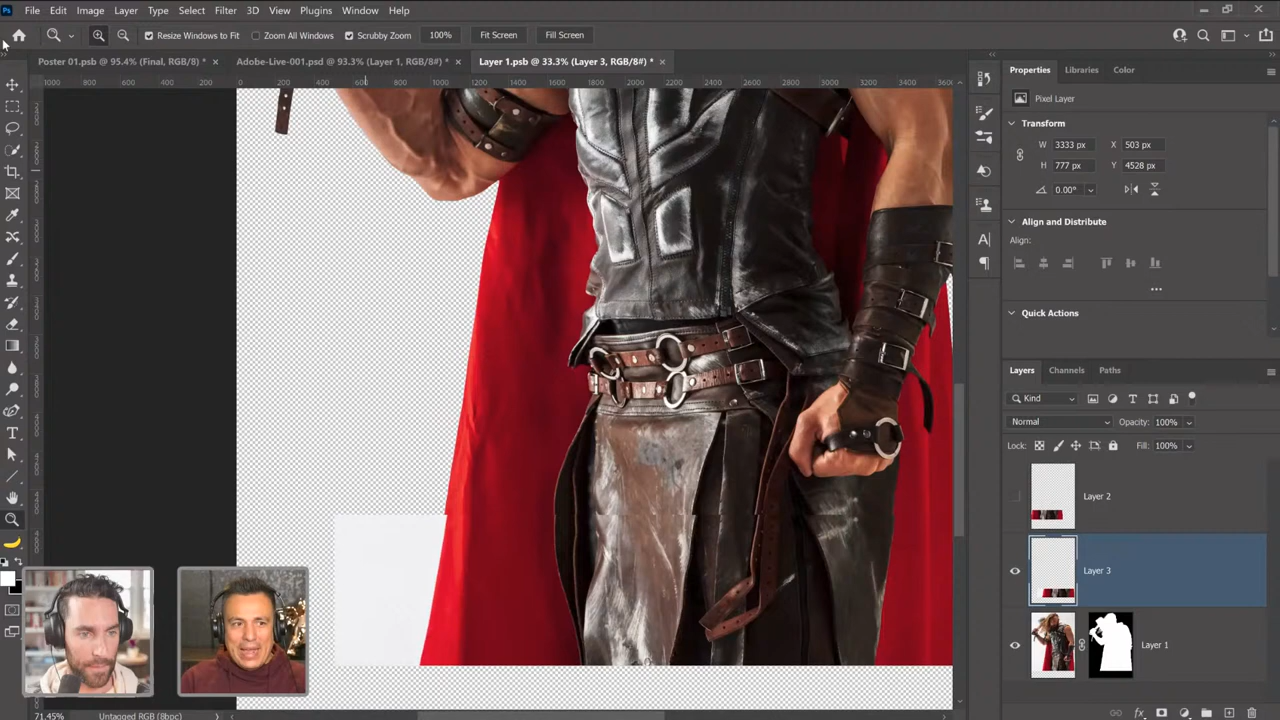 Ps File Edit Image Layer Type Select Filter 3D View Plugins Window Help
Resize Windows to Fit Zoom All Windows Scrubby Zoom 100% Fit Screen Fill Screen
Poster 01.psb @ 95.4% (Final, RGB/8) * × Adobe-Live-001.psd @ 93.3% (Layer 1, RGB/8#) * × Layer 1.psb @ 33.3% (Layer 3, RGB/8#) * ×
1000 800 600 400 200 0 200 400 600 800 1000 1200 1400 1600 1800 2000 2200 2400 2600 2800 3000 3200 3400 3600
Properties Libraries Color
Pixel Layer
Transform
W 3333 px X 503 px
H 777 px Y 4528 px
0.00°
Align and Distribute
Align:
Quick Actions
Layers Channels Paths
Kind
Normal Opacity: 100%
Lock: Fill: 100%
Layer 2
Layer 3
Layer 1
71.45% Untagged RGB (8bpc)